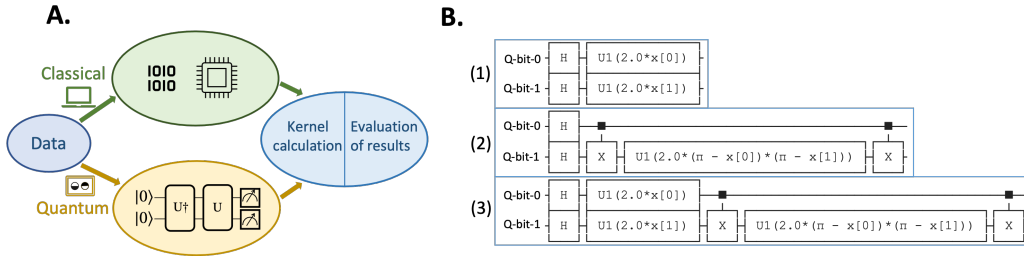 A.
Classical
1010
1010
Data
Kernel calculation
Evaluation of results
Quantum
|0⟩
|0⟩
U†
U
B.
(1)
Q-bit-0 H U1(2.0*x[0])
Q-bit-1 H U1(2.0*x[1])
(2)
Q-bit-0 H
Q-bit-1 X U1(2.0*(π - x[0])*(π - x[1])) X
(3)
Q-bit-0 H U1(2.0*x[0])
Q-bit-1 H U1(2.0*x[1]) X U1(2.0*(π - x[0])*(π - x[1])) X